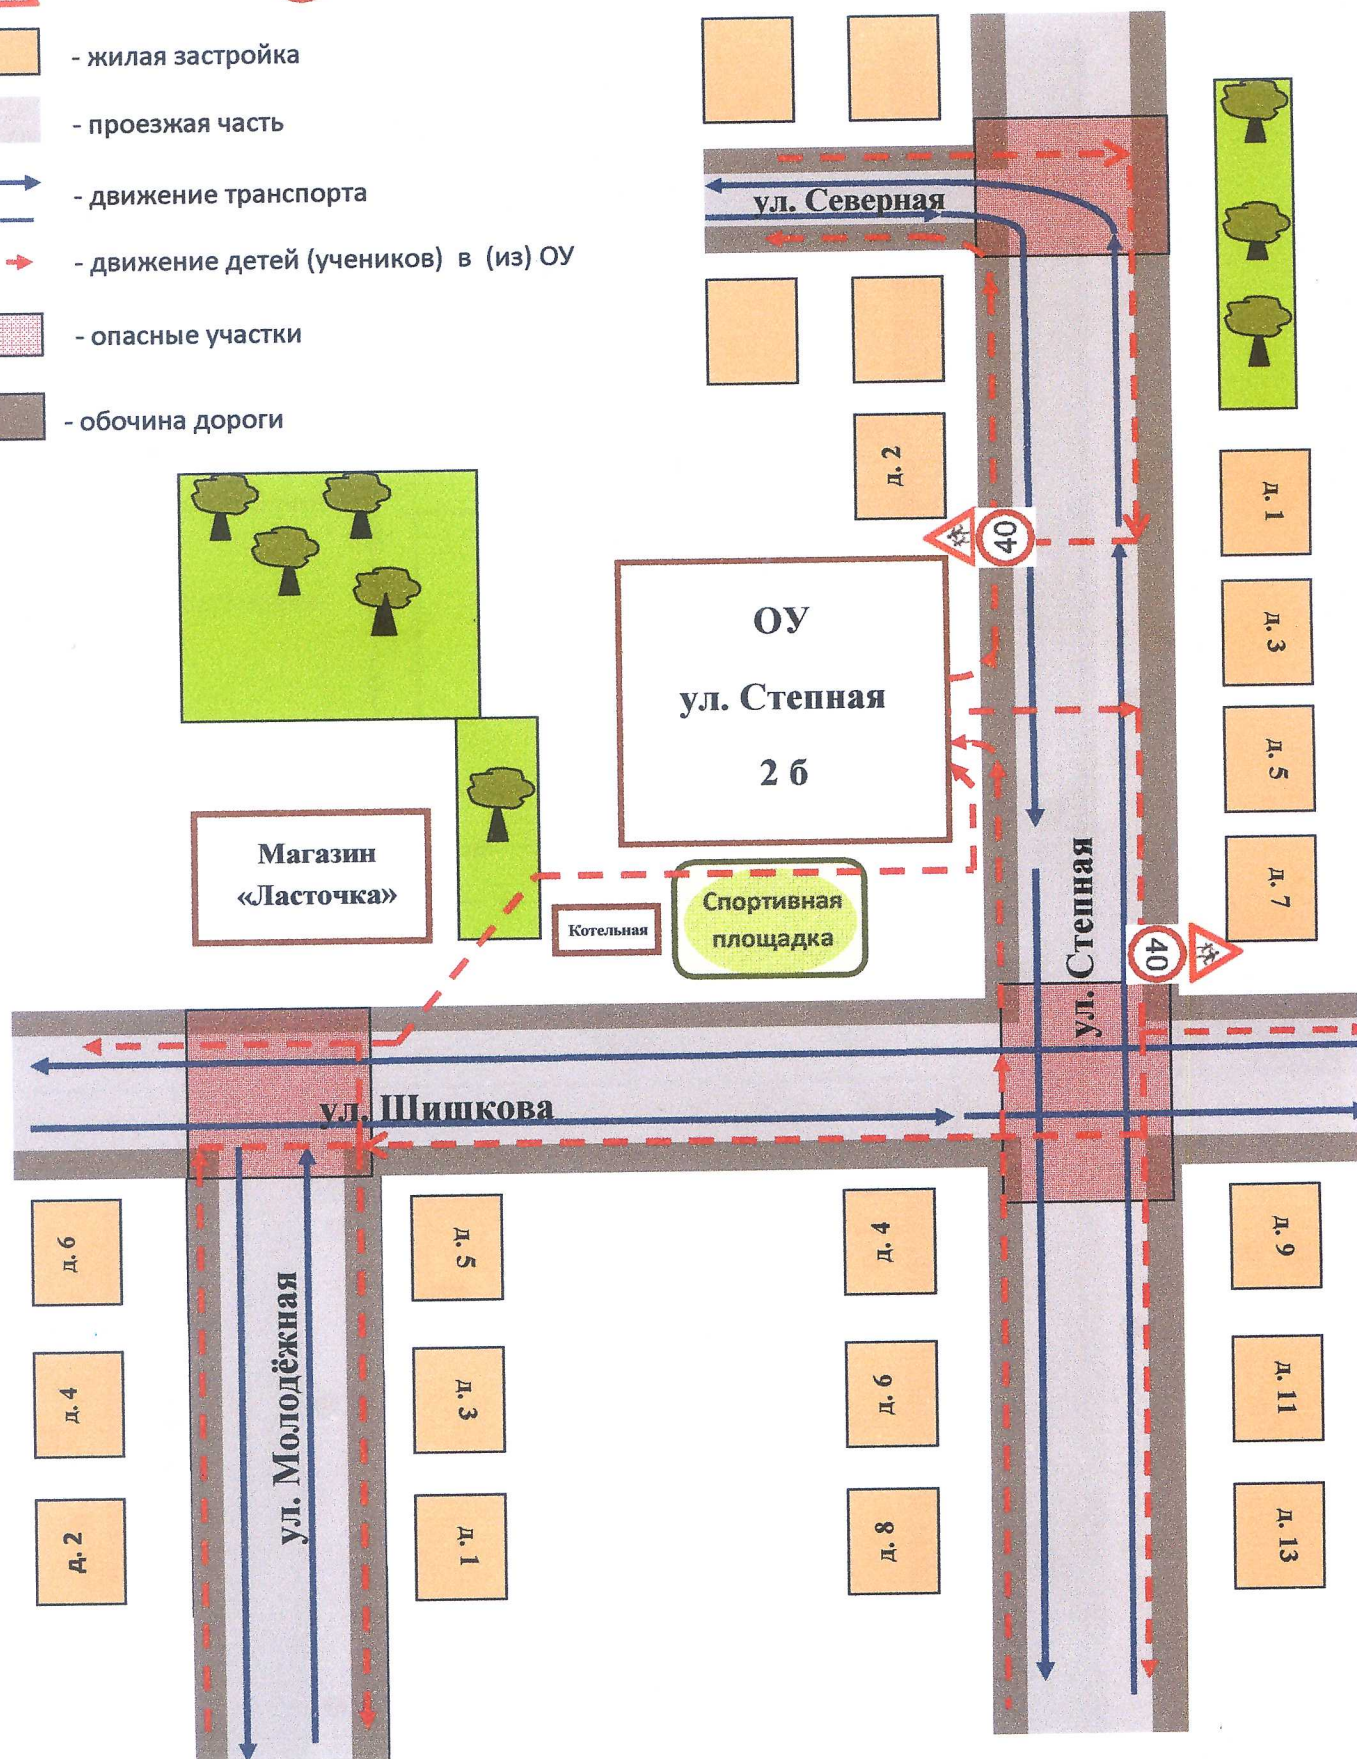 - жилая застройка
- проезжая часть
- движение транспорта
- движение детей (учеников) в (из) ОУ
- опасные участки
- обочина дороги
ул. Северная
д. 2
40
д. 1
д. 3
д. 5
д. 7
ОУ
ул. Степная
2 б
Магазин
«Ласточка»
Котельная
Спортивная
площадка
ул. Степная
40
ул. Шишкова
ул. Молодёжная
д. 6
д. 4
д. 2
д. 5
д. 3
д. 1
д. 4
д. 6
д. 8
д. 9
д. 11
д. 13